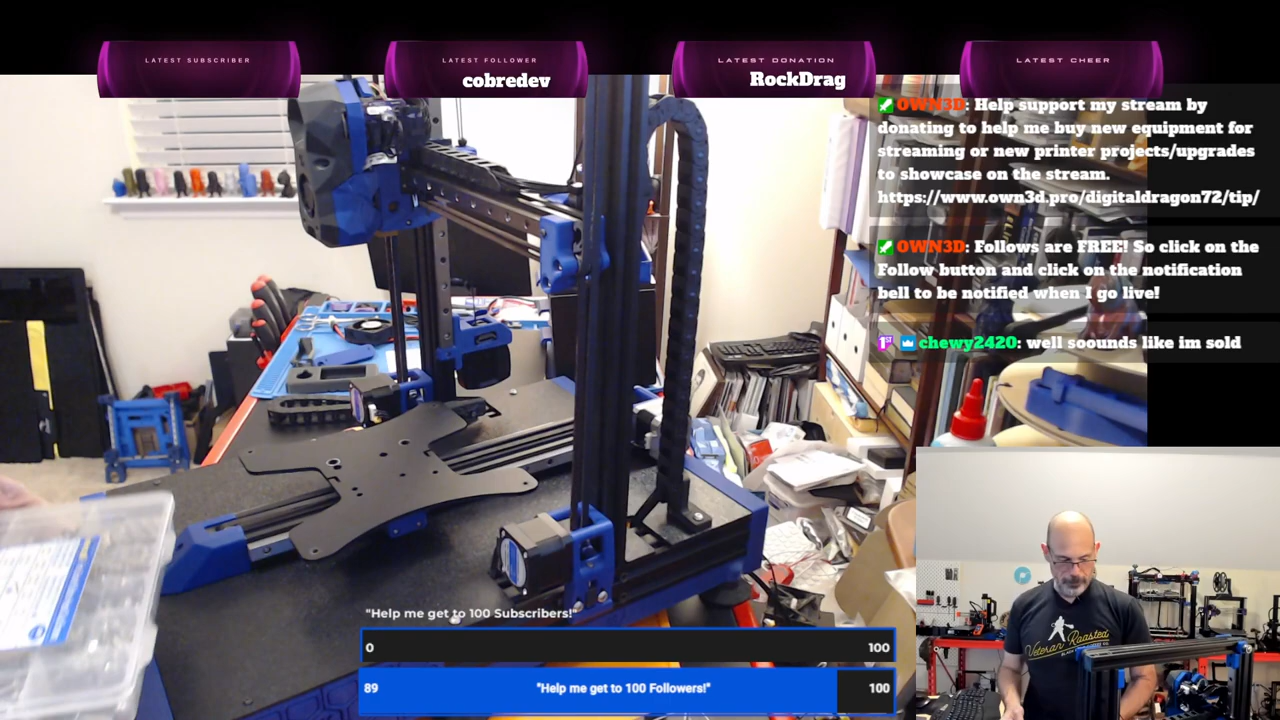 LATEST SUBSCRIBER
LATEST FOLLOWER
cobredev
LATEST DONATION
RockDrag
LATEST CHEER
OWN3D: Help support my stream by
donating to help me buy new equipment for
streaming or new printer projects/upgrades
to showcase on the stream.
https://www.own3d.pro/digitaldragon72/tip/
OWN3D: Follows are FREE! So click on the
Follow button and click on the notification
bell to be notified when I go live!
1ST chewy2420: well soounds like im sold
"Help me get to 100 Subscribers!"
0 100
89 "Help me get to 100 Followers!" 100
Veteran Roasted